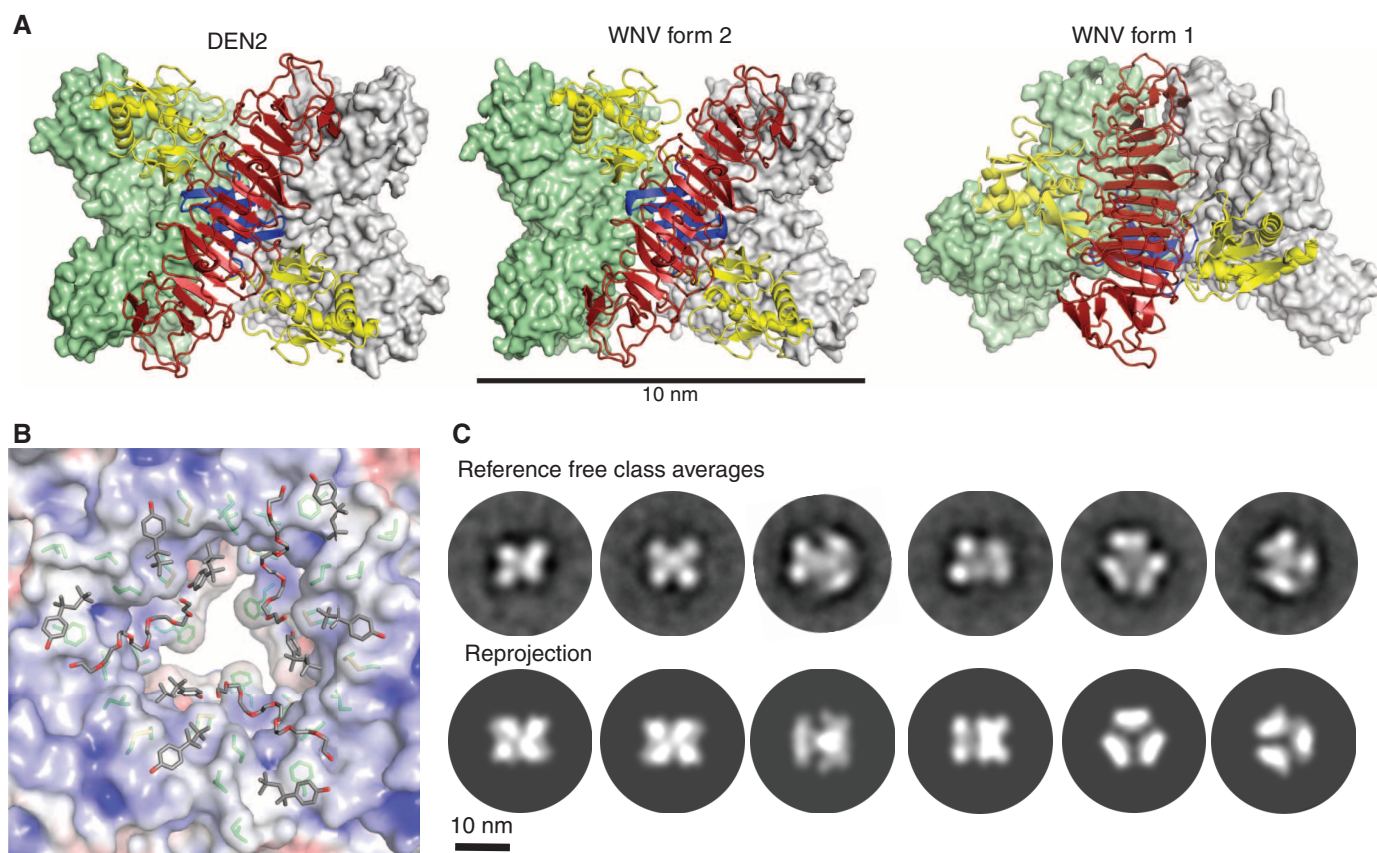 A
DEN2
WNV form 2
WNV form 1
10 nm
B
C
Reference free class averages
Reprojection
10 nm